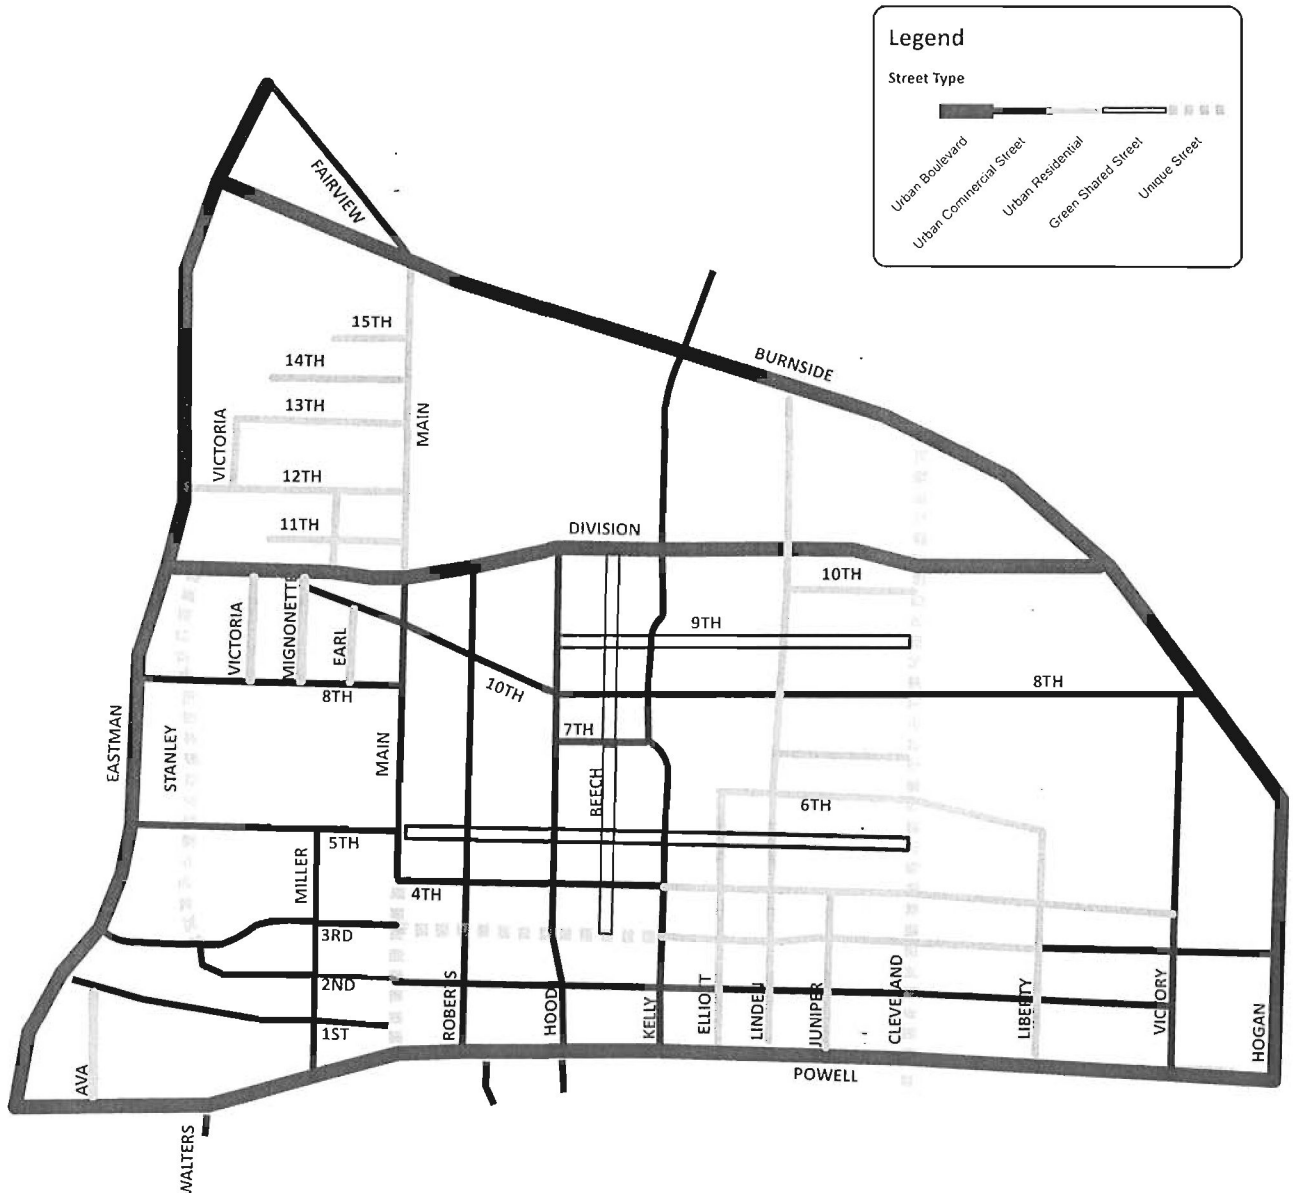 Legend
Street Type
Urban Boulevard
Urban Commercial Street
Urban Residential
Green Shared Street
Unique Street
FAIRVIEW
15TH
14TH
BURNSIDE
13TH
VICTORIA
MAIN
12TH
11TH
DIVISION
10TH
9TH
VICTORIA
MIGNONETTE
EARL
8TH
10TH
8TH
EASTMAN
STANLEY
MAIN
7TH
BEECH
6TH
5TH
MILLER
4TH
3RD
2ND
1ST
ROBERTS
HOOD
KELLY
ELLIOTT
LINDEN
JUNIPER
CLEVELAND
LIBERTY
VICTORY
HOGAN
AVA
POWELL
WALTERS